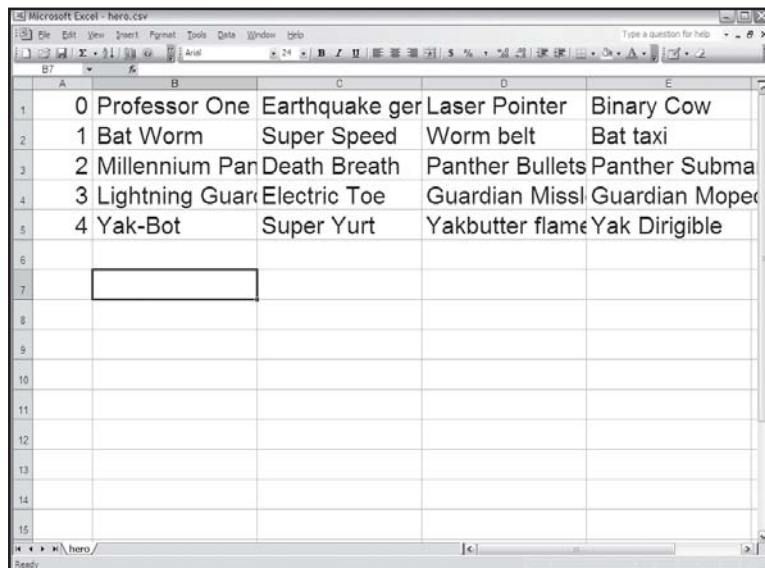 Microsoft Excel - hero.csv
File Edit View Insert Format Tools Data Window Help Type a question for help
Arial 24 B I U $ % ,
B7 fx
A B C D E
1 0 Professor One Earthquake ger Laser Pointer Binary Cow
2 1 Bat Worm Super Speed Worm belt Bat taxi
3 2 Millennium Pan Death Breath Panther Bullets Panther Subma
4 3 Lightning Guar Electric Toe Guardian Missl Guardian Moped
5 4 Yak-Bot Super Yurt Yakbutter flame Yak Dirigible
6
7
8
9
10
11
12
13
14
15
hero
Ready